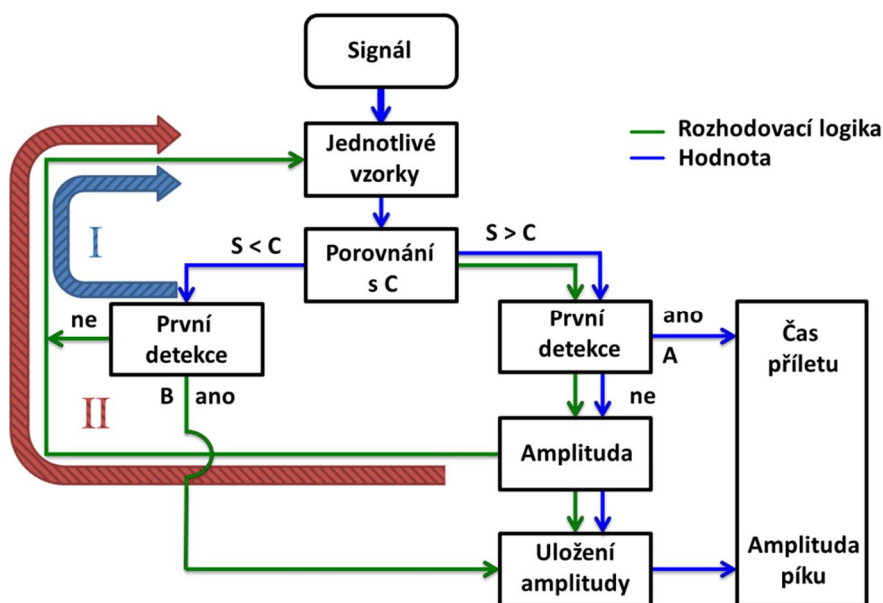 Signál
Jednotlivé
vzorky
Rozhodovací logika
Hodnota
I
S < C
Porovnání
s C
S > C
ne
První
detekce
První
detekce
ano
A
Čas
příletu
B ano
ne
II
Amplituda
Uložení
amplitudy
Amplituda
píku